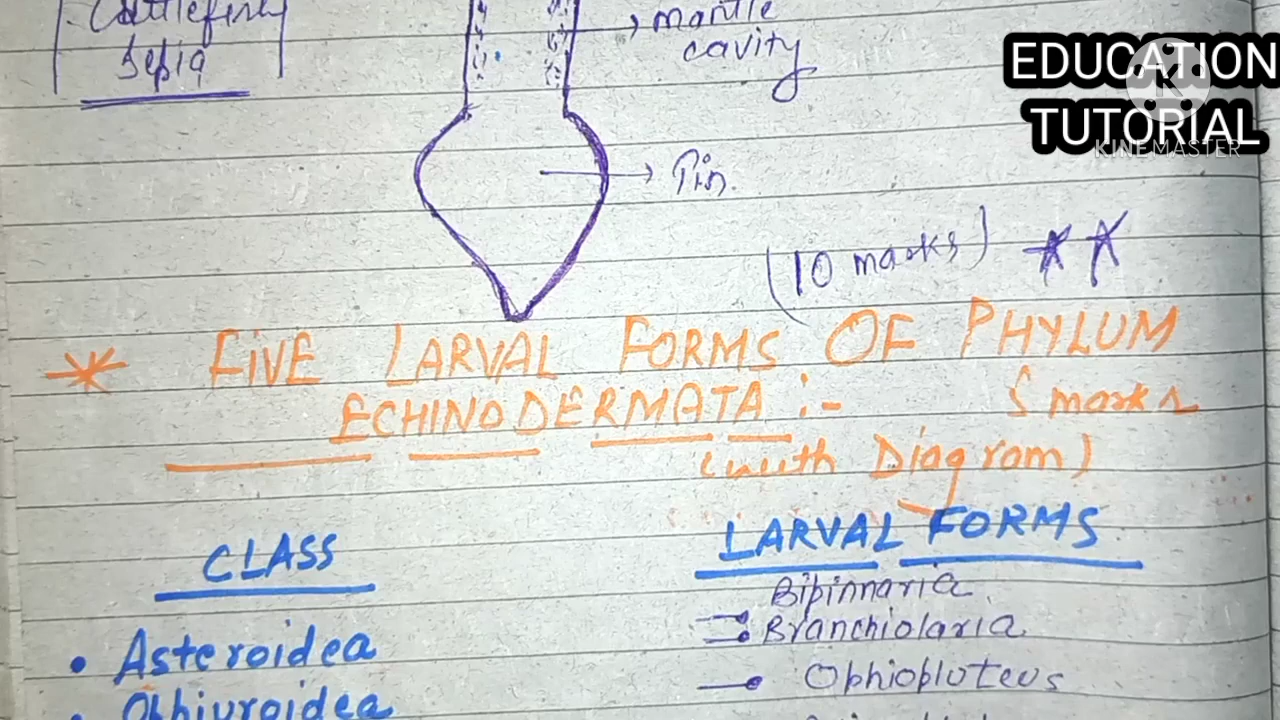 Cuttlefish
Sepia
mantle
cavity
EDUCATION
TUTORIAL
KINEMASTER
Fin.
(10 marks)
* FIVE LARVAL FORMS OF PHYLUM
ECHINODERMATA :- 5 marks
(with Diagram)
CLASS
LARVAL FORMS
Bipinnaria
Branchiolaria
• Asteroidea
Ophiopluteus
• Ophiuroidea